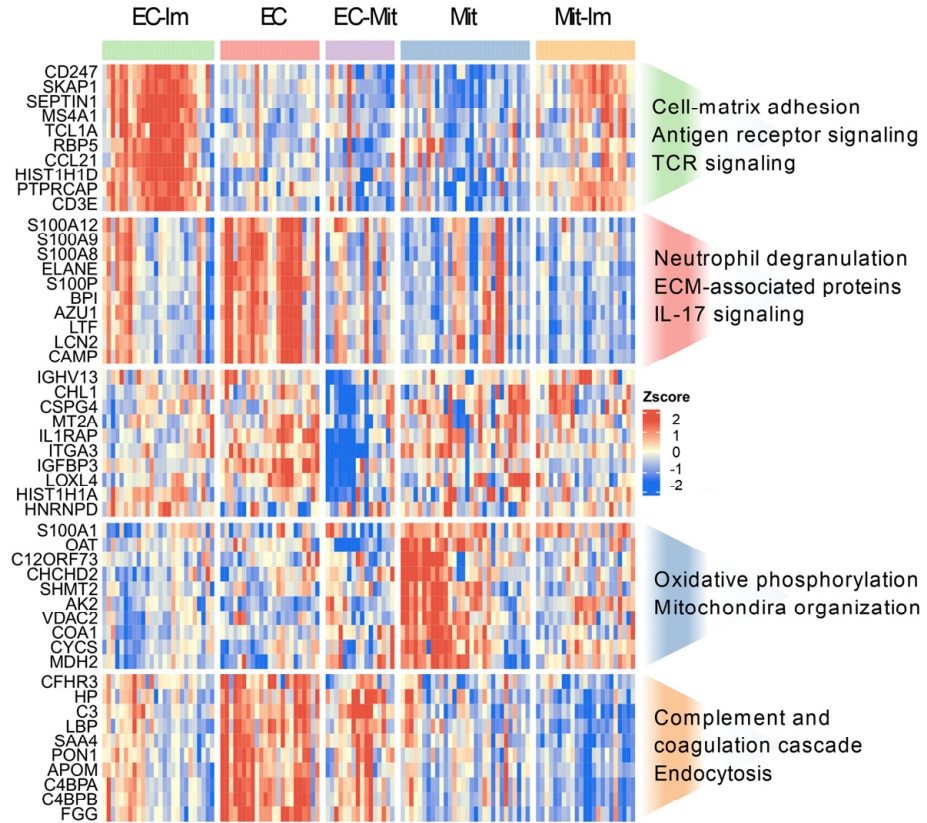 EC-Im EC EC-Mit Mit Mit-Im
CD247
SKAP1
SEPTIN1
MS4A1
TCL1A
RBP5
CCL21
HIST1H1D
PTPRCAP
CD3E
Cell-matrix adhesion
Antigen receptor signaling
TCR signaling
S100A12
S100A9
S100A8
ELANE
S100P
BPI
AZU1
LTF
LCN2
CAMP
Neutrophil degranulation
ECM-associated proteins
IL-17 signaling
IGHV13
CHL1
CSPG4
MT2A
IL1RAP
ITGA3
IGFBP3
LOXL4
HIST1H1A
HNRNPD
Zscore
2
1
0
-1
-2
S100A1
OAT
C12ORF73
CHCHD2
SHMT2
AK2
VDAC2
COA1
CYCS
MDH2
Oxidative phosphorylation
Mitochondira organization
CFHR3
HP
C3
LBP
SAA4
PON1
APOM
C4BPA
C4BPB
FGG
Complement and
coagulation cascade
Endocytosis